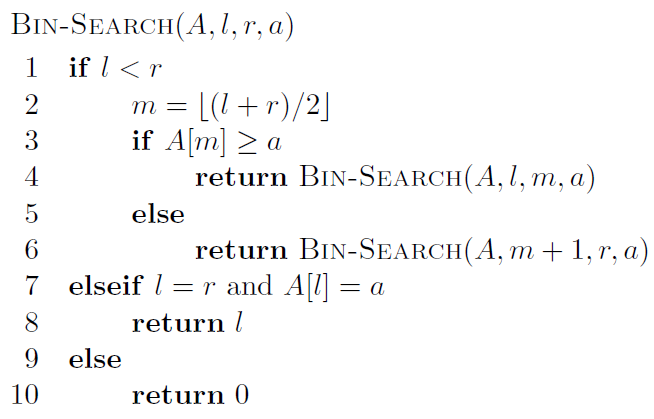 BIN-SEARCH(A, l, r, a)
1 if l < r
2 m = ⌊(l + r)/2⌋
3 if A[m] ≥ a
4 return BIN-SEARCH(A, l, m, a)
5 else
6 return BIN-SEARCH(A, m + 1, r, a)
7 elseif l = r and A[l] = a
8 return l
9 else
10 return 0